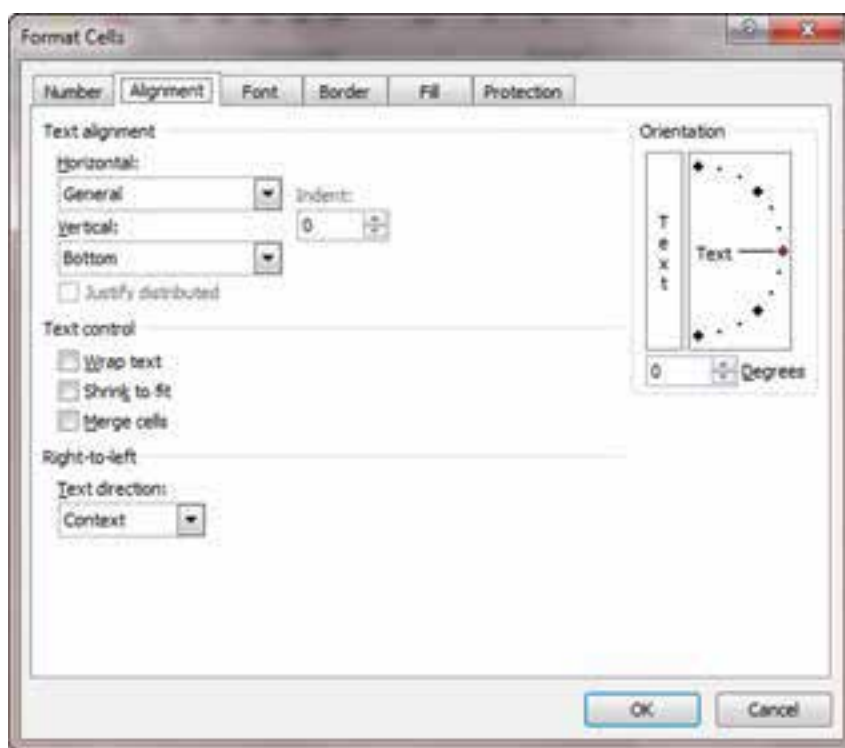 Format Cells
Number Alignment Font Border Fill Protection
Text alignment
Horizontal:
General
Indent:
0
Vertical:
Bottom
Justify distributed
Text control
Wrap text
Shrink to fit
Merge cells
Right-to-left
Text direction:
Context
Orientation
Text
Text
0 Degrees
OK Cancel